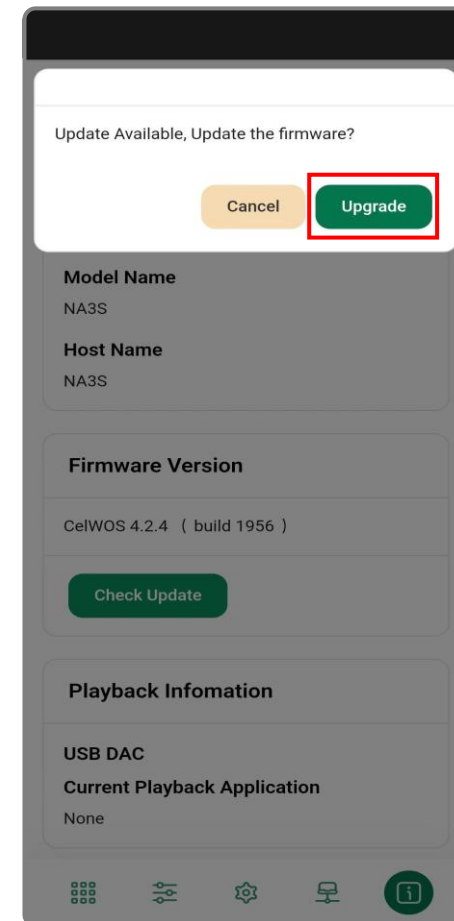 Update Available, Update the firmware?
Cancel
Upgrade
Model Name
NA3S
Host Name
NA3S
Firmware Version
CelWOS 4.2.4 ( build 1956 )
Check Update
Playback Infomation
USB DAC
Current Playback Application
None